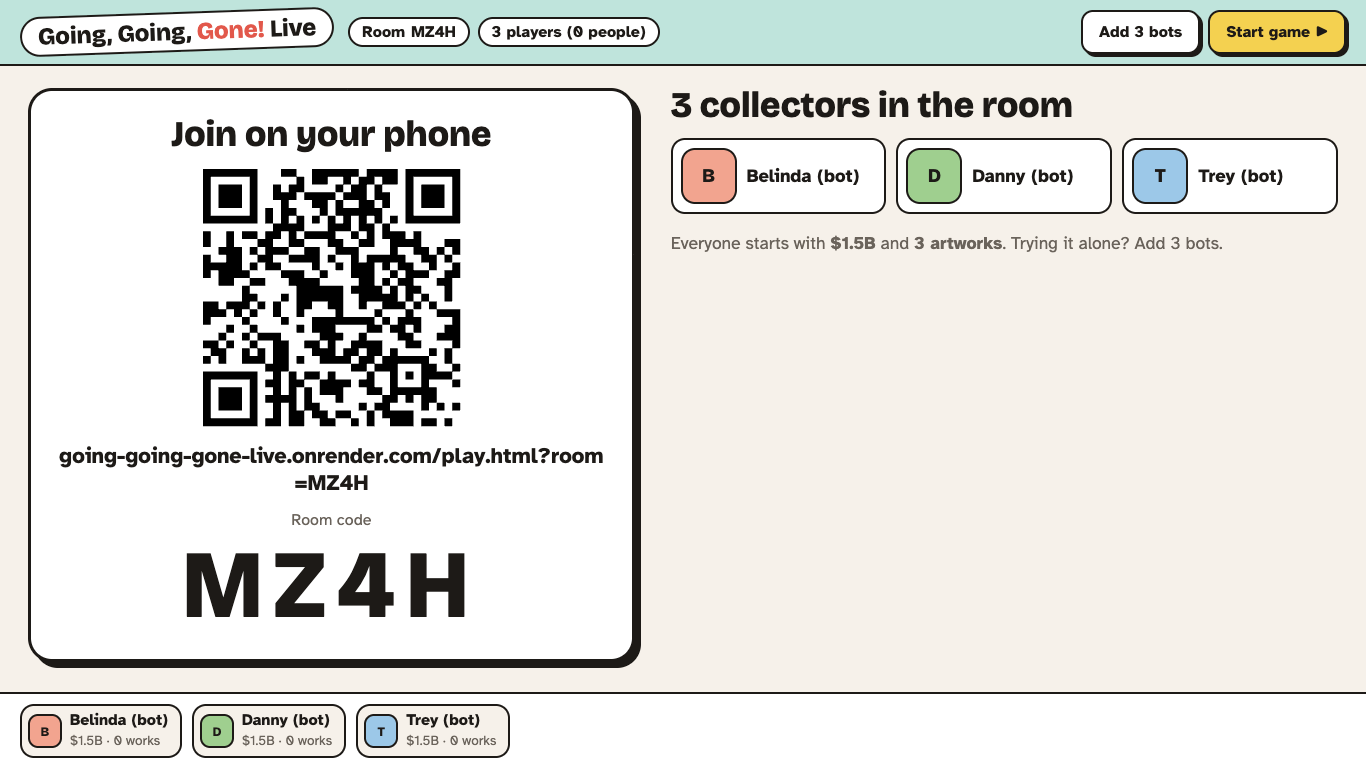 Going, Going, Gone! Live
Room MZ4H
3 players (0 people)
Add 3 bots
Start game ▶
Join on your phone
going-going-gone-live.onrender.com/play.html?room
=MZ4H
Room code
MZ4H
3 collectors in the room
B
Belinda (bot)
D
Danny (bot)
T
Trey (bot)
Everyone starts with $1.5B and 3 artworks. Trying it alone? Add 3 bots.
B
Belinda (bot)
$1.5B · 0 works
D
Danny (bot)
$1.5B · 0 works
T
Trey (bot)
$1.5B · 0 works